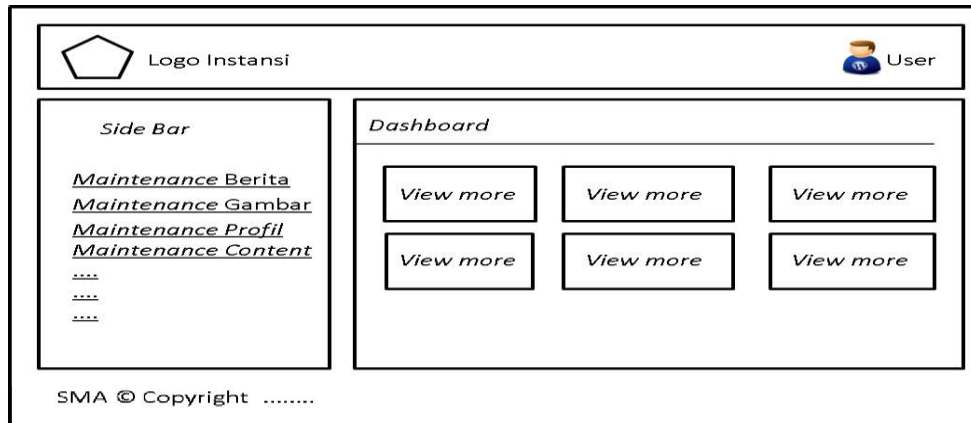 Logo Instansi
User
Side Bar
Maintenance Berita
Maintenance Gambar
Maintenance Profil
Maintenance Content
....
....
....
Dashboard
View more View more View more
View more View more View more
SMA © Copyright ........